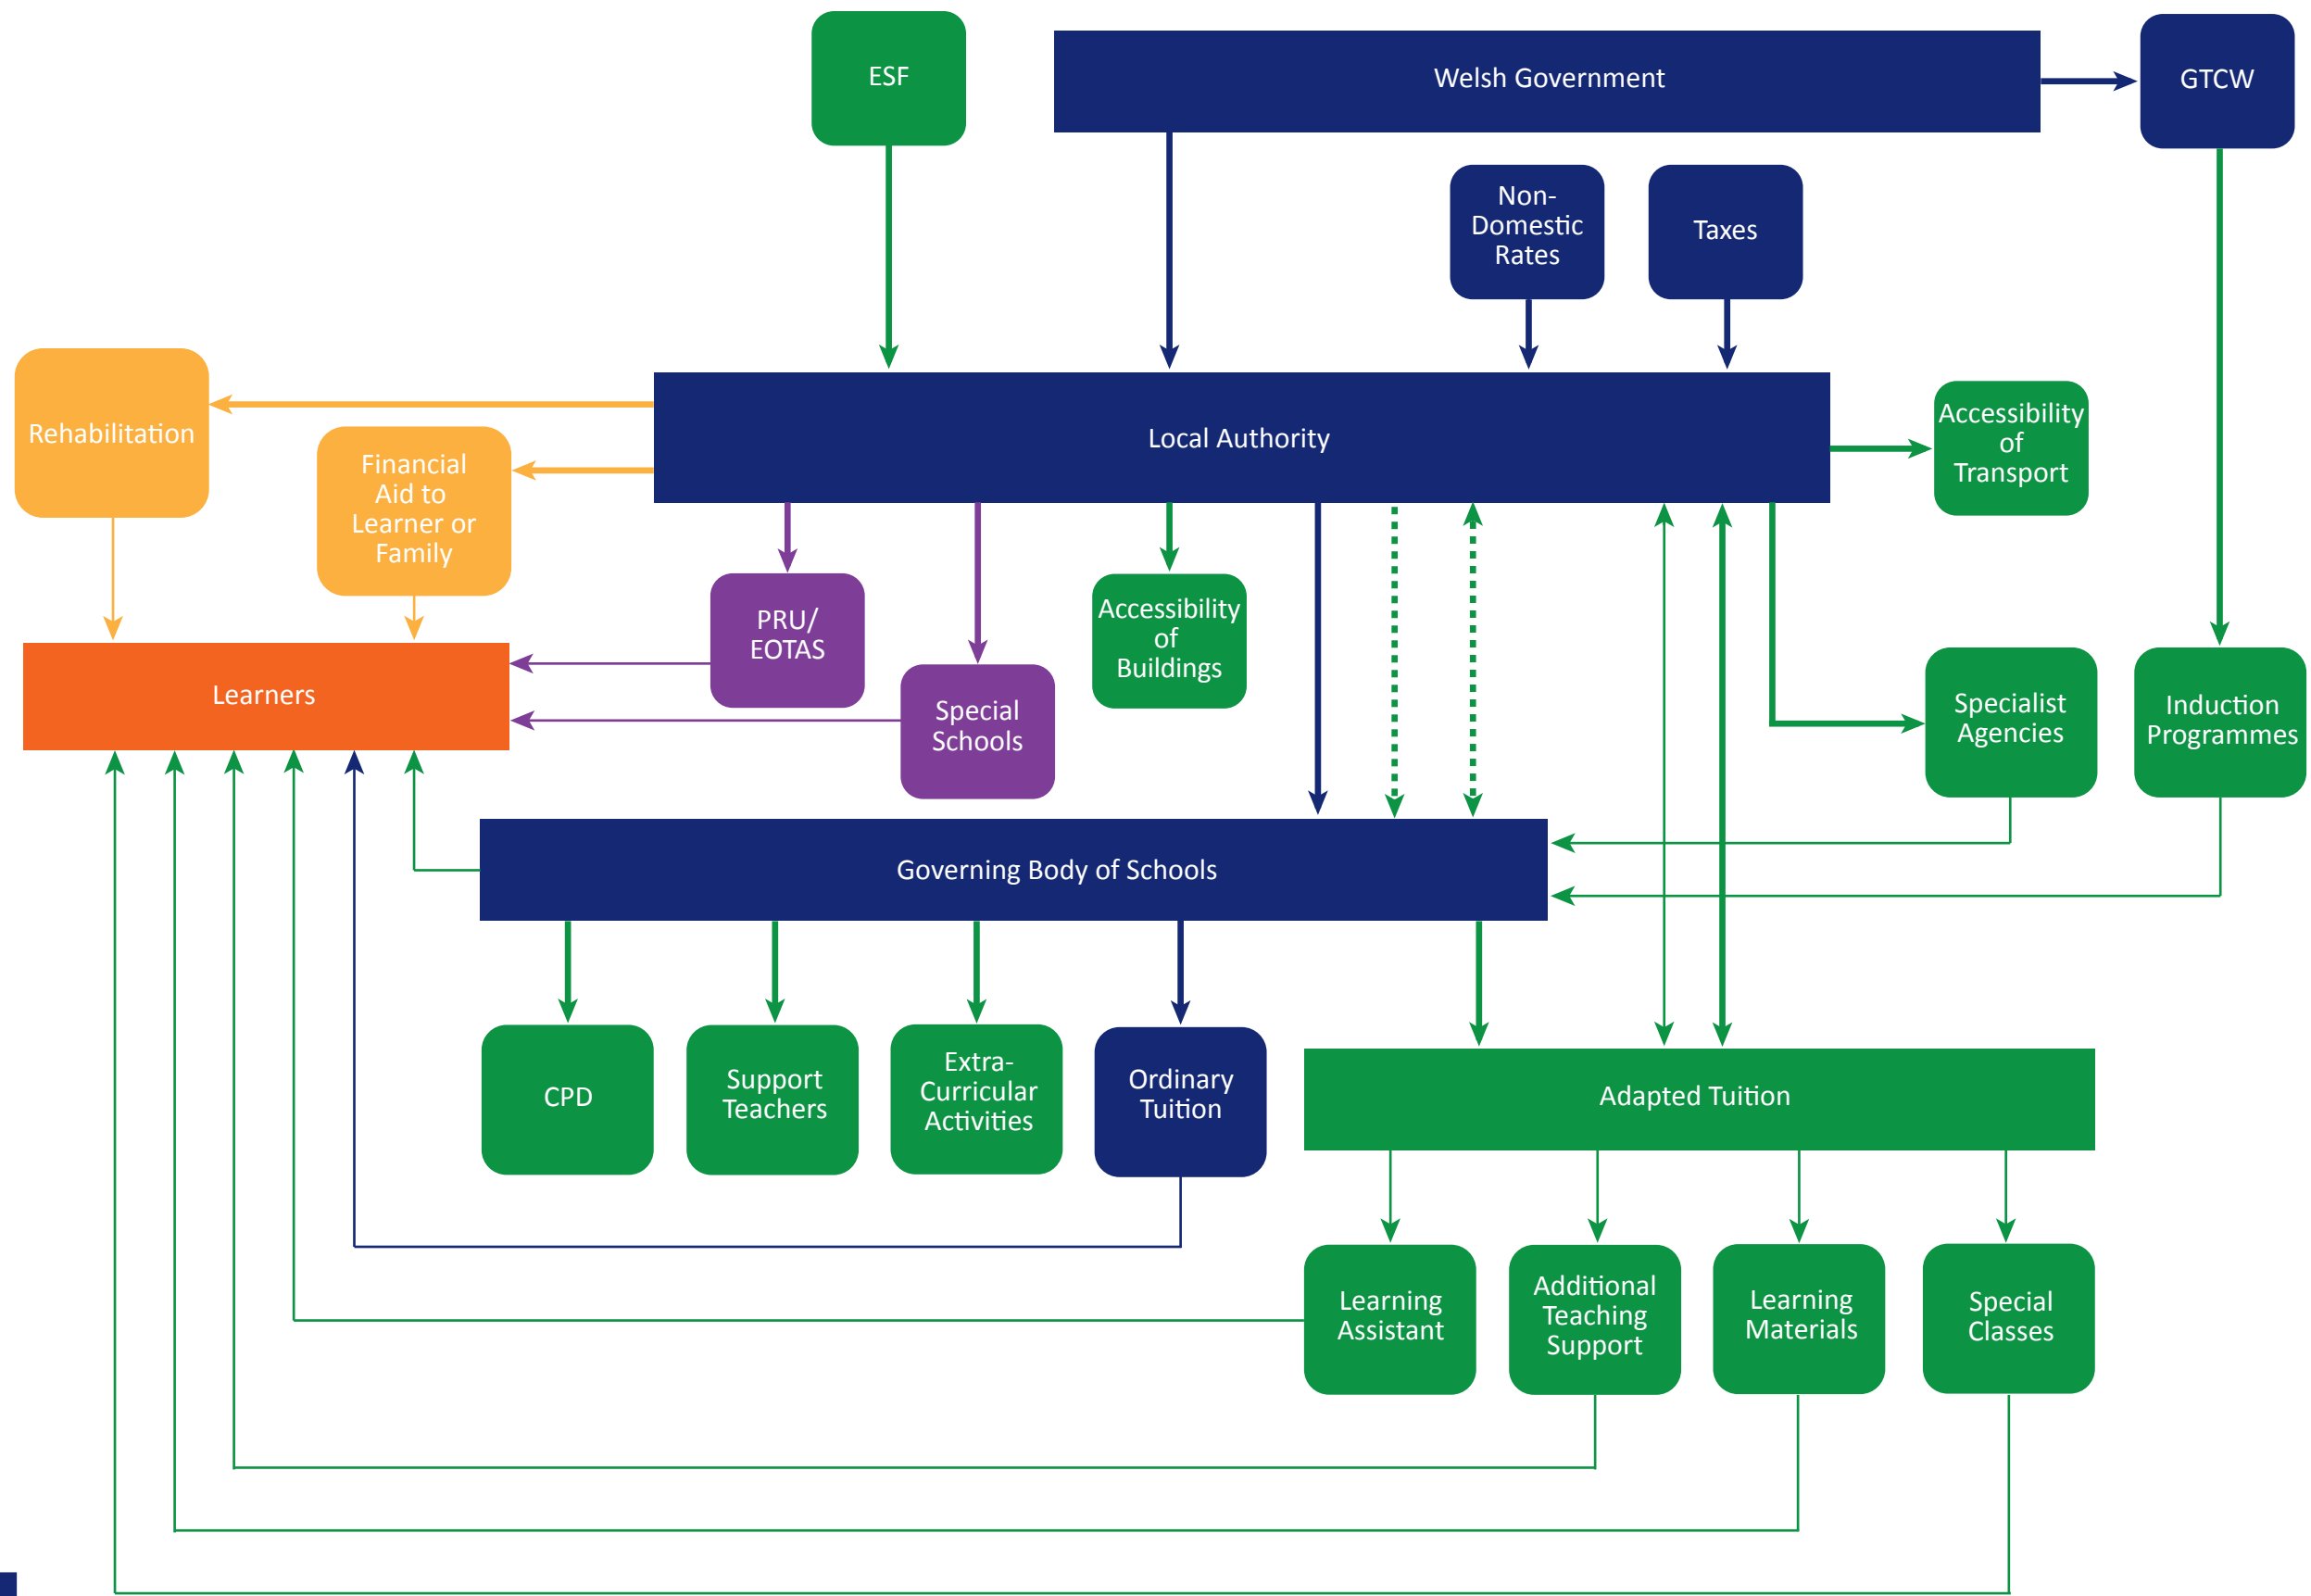 ESF
Welsh Government
GTCW
Non-
Domestic
Rates
Taxes
Rehabilitation
Financial
Aid to
Learner or
Family
Local Authority
Accessibility
of
Transport
PRU/
EOTAS
Accessibility
of
Buildings
Learners
Special
Schools
Specialist
Agencies
Induction
Programmes
Governing Body of Schools
CPD
Support
Teachers
Extra-
Curricular
Activities
Ordinary
Tuition
Adapted Tuition
Learning
Assistant
Additional
Teaching
Support
Learning
Materials
Special
Classes